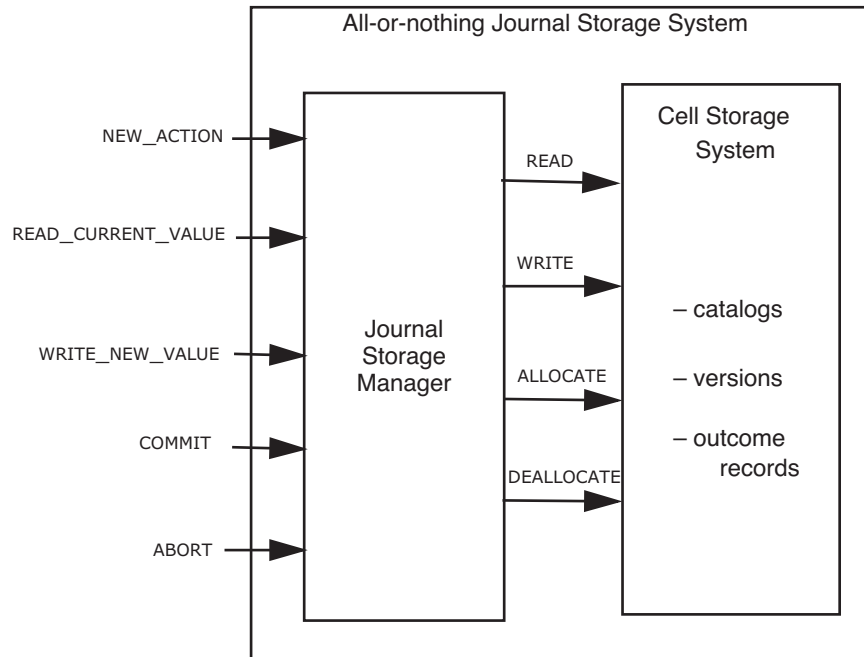 All-or-nothing Journal Storage System
NEW_ACTION
READ_CURRENT_VALUE
WRITE_NEW_VALUE
COMMIT
ABORT
Journal
Storage
Manager
READ
WRITE
ALLOCATE
DEALLOCATE
Cell Storage
System
– catalogs
– versions
– outcome
records